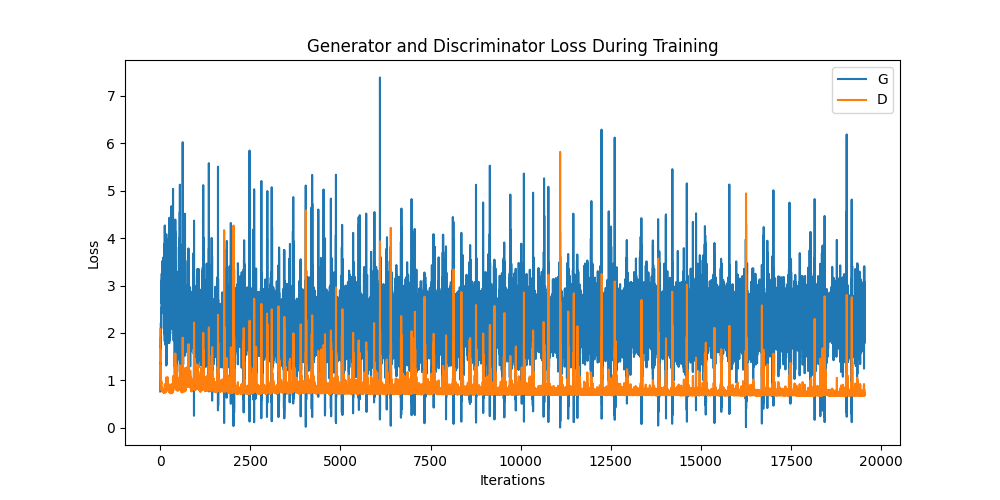 Generator and Discriminator Loss During Training
G
D
7
6
5
4
3
2
1
0
Loss
0 2500 5000 7500 10000 12500 15000 17500 20000
Iterations